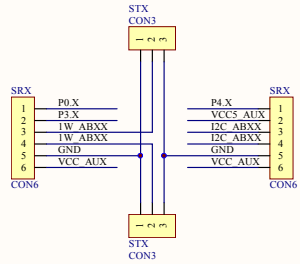 STX
CON3
1 2 3
SRX
1 P0.X
2 P3.X
3 1W_ABXX
4 1W_ABXX
5 GND
6 VCC_AUX
CON6
SRX
P4.X 1
VCC5_AUX 2
I2C_ABXX 3
I2C_ABXX 4
GND 5
VCC_AUX 6
CON6
1 2 3
STX
CON3